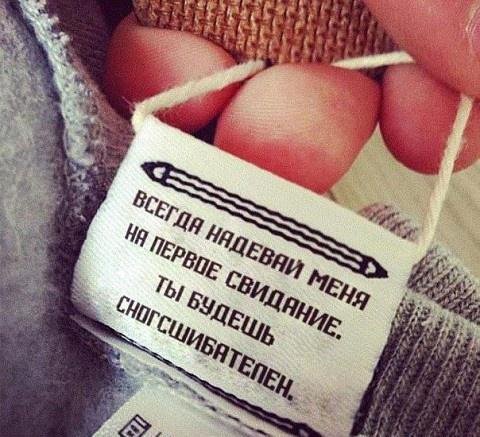 ВСЕГДА НАДЕВАЙ МЕНЯ
НА ПЕРВОЕ СВИДАНИЕ.
ТЫ БУДЕШЬ
СНОГСШИБАТЕЛЕН.